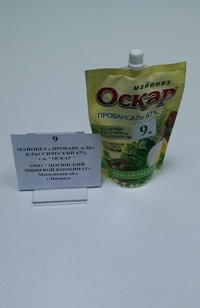 майонез
Оскар
ПРОВАНСАЛЬ 67%
9
9
МАЙОНЕЗ « ПРОВАНСАЛЬ»
КЛАССИЧЕСКИЙ 67%
т.м " ОСКАР "
ООО " НОГИНСКИЙ
ПИЩЕВОЙ КОМБИНАТ»
Московская обл.
г.Ногинск